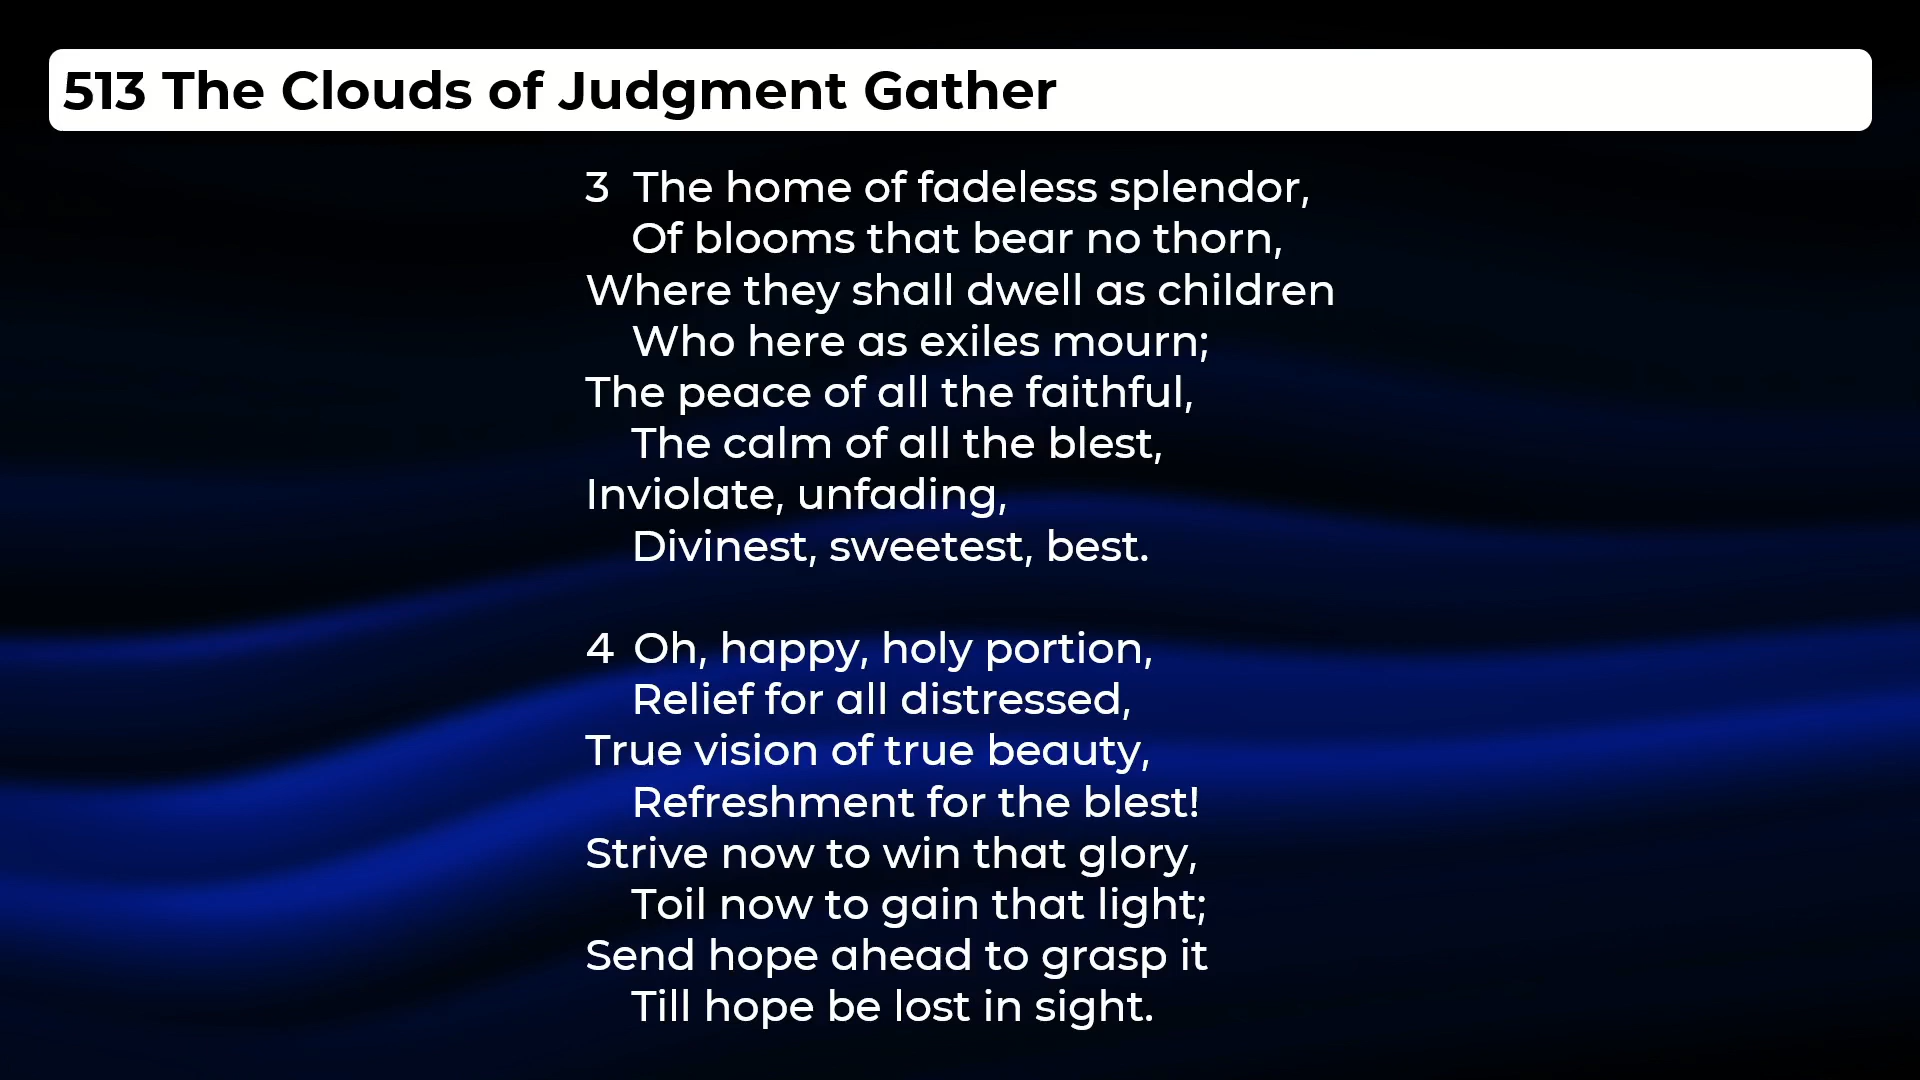 513 The Clouds of Judgment Gather
3 The home of fadeless splendor,
Of blooms that bear no thorn,
Where they shall dwell as children
Who here as exiles mourn;
The peace of all the faithful,
The calm of all the blest,
Inviolate, unfading,
Divinest, sweetest, best.
4 Oh, happy, holy portion,
Relief for all distressed,
True vision of true beauty,
Refreshment for the blest!
Strive now to win that glory,
Toil now to gain that light;
Send hope ahead to grasp it
Till hope be lost in sight.